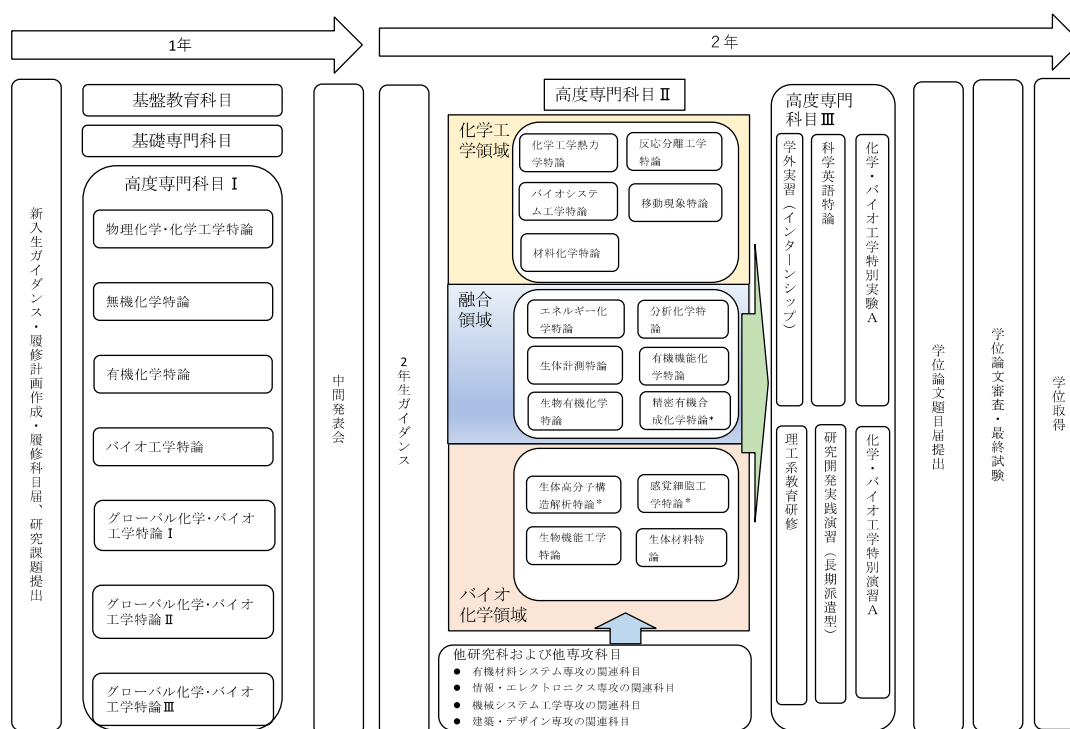 1年
2年
新入生ガイダンス・履修計画作成・履修科目届、研究課題提出
基盤教育科目
基礎専門科目
高度専門科目Ⅰ
物理化学・化学工学特論
無機化学特論
有機化学特論
バイオ工学特論
グローバル化学・バイオ
工学特論Ⅰ
グローバル化学・バイオ
工学特論Ⅱ
グローバル化学・バイオ
工学特論Ⅲ
中間発表会
2年生ガイダンス
高度専門科目Ⅱ
化学工
学領域
化学工学熱力
学特論
反応分離工学
特論
バイオシステ
ム工学特論
移動現象特論
材料化学特論
融合
領域
エネルギー化
学特論
分析化学特
論
生体計測特論
有機機能化
学特論
生物有機化学
特論
精密有機合
成化学特論*
生体高分子構
造解析特論*
感覚細胞工
学特論*
生物機能工学
特論
生体材料特
論
バイオ
化学領域
他研究科および他専攻科目
● 有機材料システム専攻の関連科目
● 情報・エレクトロニクス専攻の関連科目
● 機械システム工学専攻の関連科目
● 建築・デザイン専攻の関連科目
高度専門
科目Ⅲ
学外実習（インターンシップ）
科学英語特論
化学・バイオ工学特別実験A
理工系教育研修
研究開発実践演習（長期派遣型）
化学・バイオ工学特別演習A
学位論文題目届提出
学位論文審査・最終試験
学位取得